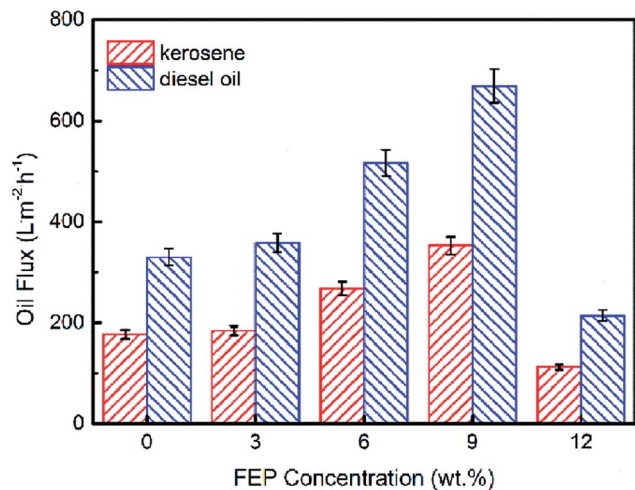 800
600
400
200
0
Oil Flux (L·m⁻²·h⁻¹)
kerosene
diesel oil
0 3 6 9 12
FEP Concentration (wt.%)